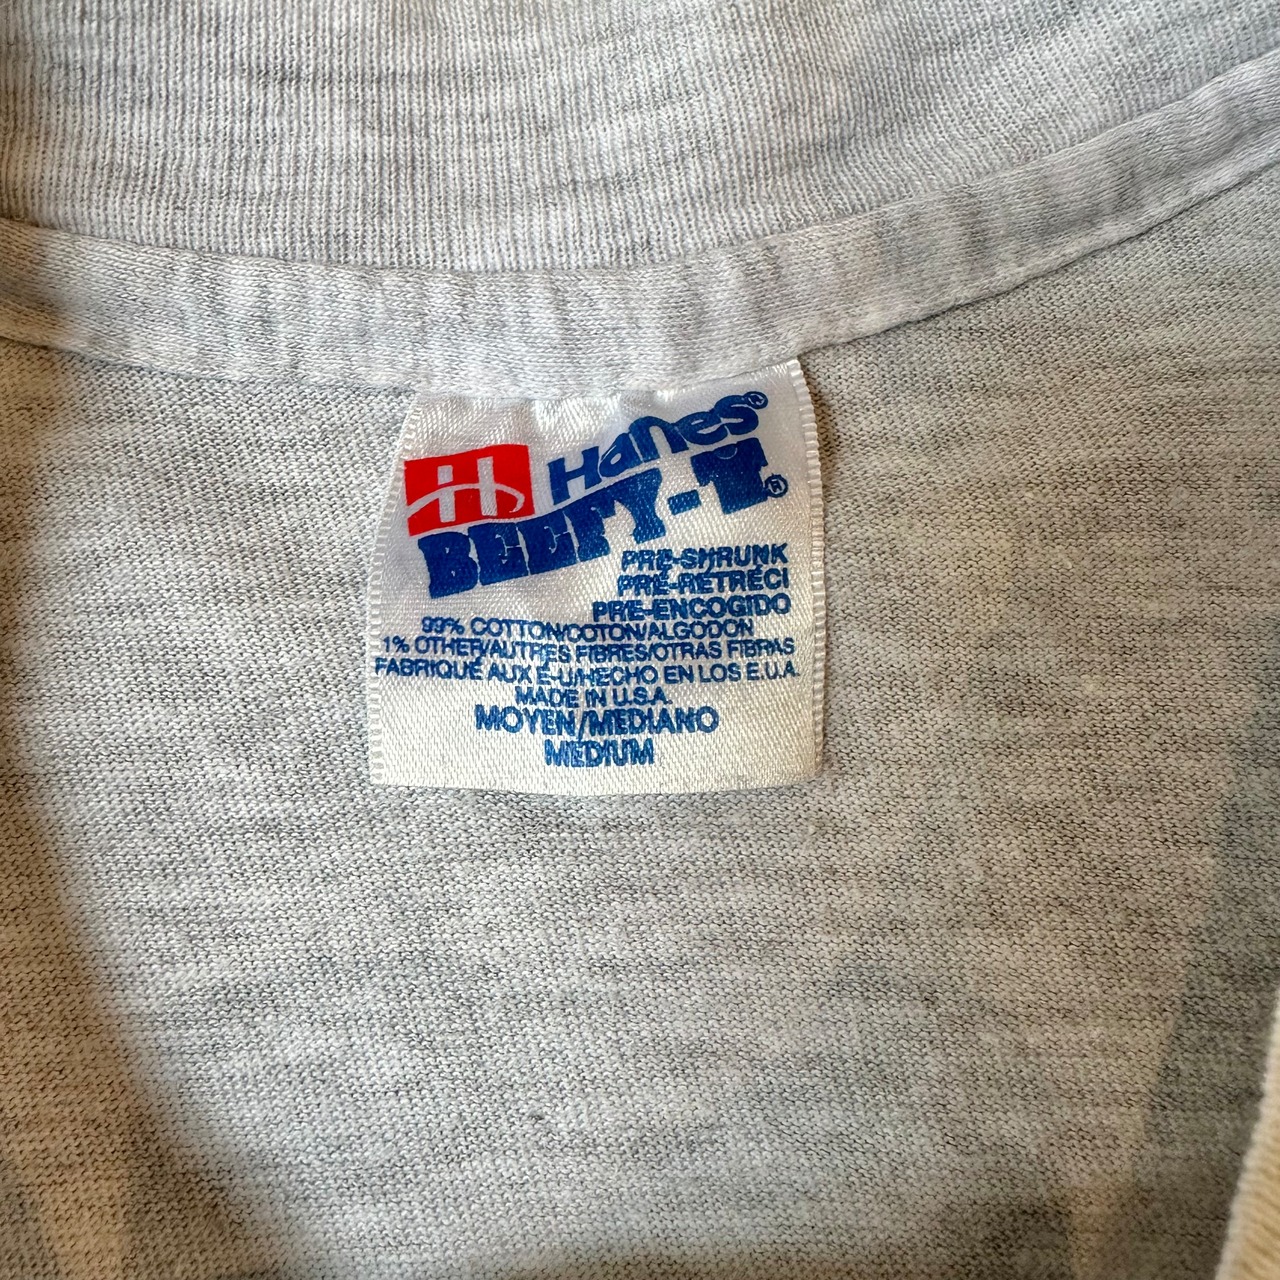 H Hanes®
BEEFY-T®
PRE-SHRUNK
PRÉ-RÉTRÉCI
PRE-ENCOGIDO
99% COTTON/COTON/ALGODON
1% OTHER/AUTRES FIBRES/OTRAS FIBRAS
FABRIQUÉ AUX É-U/HECHO EN LOS E.U.A.
MADE IN U.S.A.
MOYEN/MEDIANO
MEDIUM